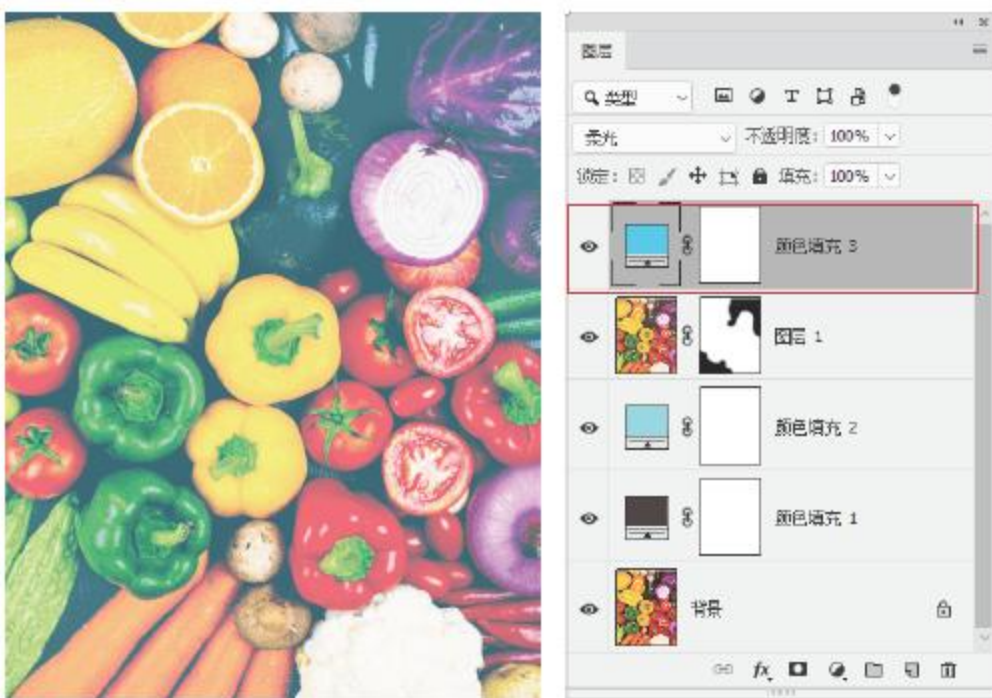 图层
类型
T
柔光
不透明度: 100%
锁定:
填充: 100%
颜色填充 3
图层 1
颜色填充 2
颜色填充 1
背景
fx